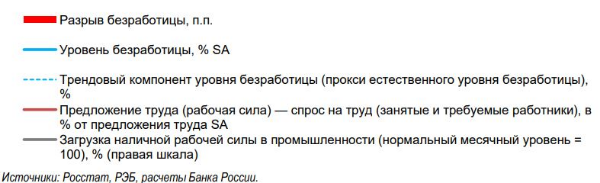 Разрыв безработицы, п.п.
Уровень безработицы, % SA
Трендовый компонент уровня безработицы (прокси естественного уровня безработицы),
%
Предложение труда (рабочая сила) — спрос на труд (занятые и требуемые работники), в
% от предложения труда SA
Загрузка наличной рабочей силы в промышленности (нормальный месячный уровень =
100), % (правая шкала)
Источники: Росстат, РЭБ, расчеты Банка России.